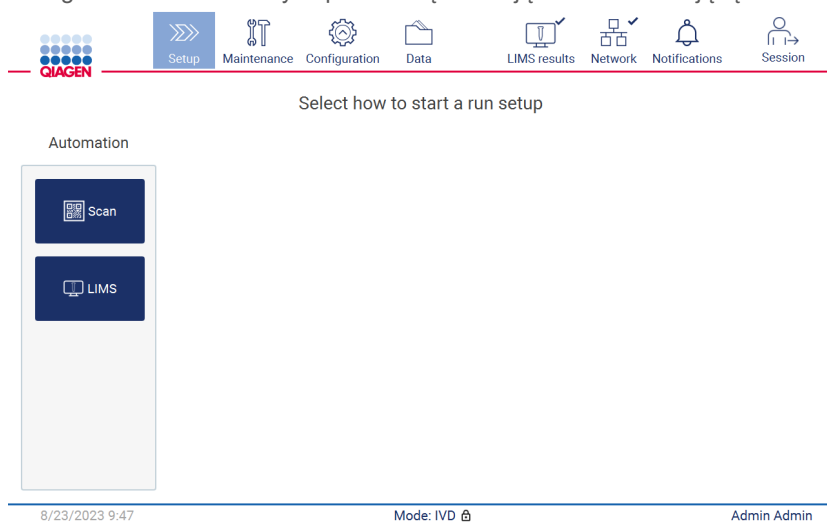 Setup
Maintenance
Configuration
Data
LIMS results
Network
Notifications
Session
QIAGEN
Select how to start a run setup
Automation
Scan
LIMS
8/23/2023 9:47
Mode: IVD
Admin Admin